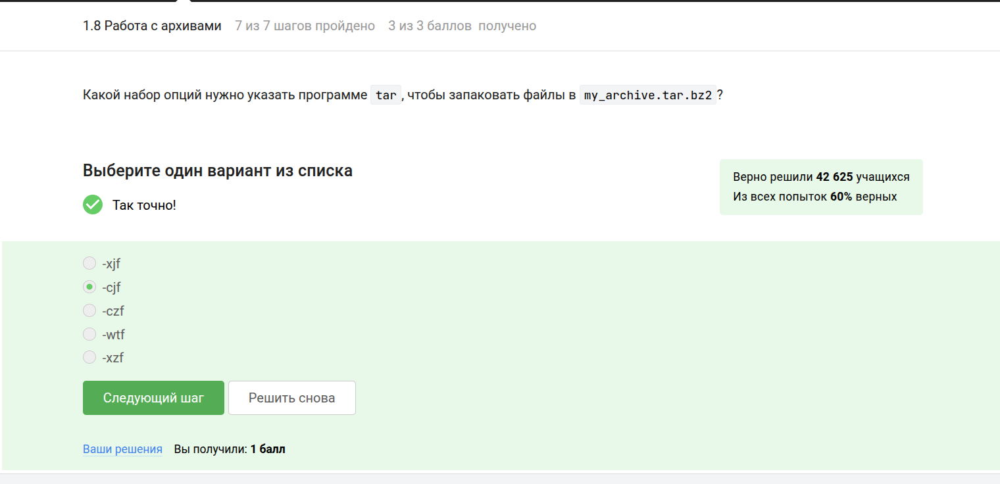 1.8 Работа с архивами 7 из 7 шагов пройдено 3 из 3 баллов получено
Какой набор опций нужно указать программе tar, чтобы запаковать файлы в my_archive.tar.bz2?
Выберите один вариант из списка
Так точно!
Верно решили 42 625 учащихся
Из всех попыток 60% верных
-xjf
-cjf
-czf
-wtf
-xzf
Следующий шаг Решить снова
Ваши решения Вы получили: 1 балл